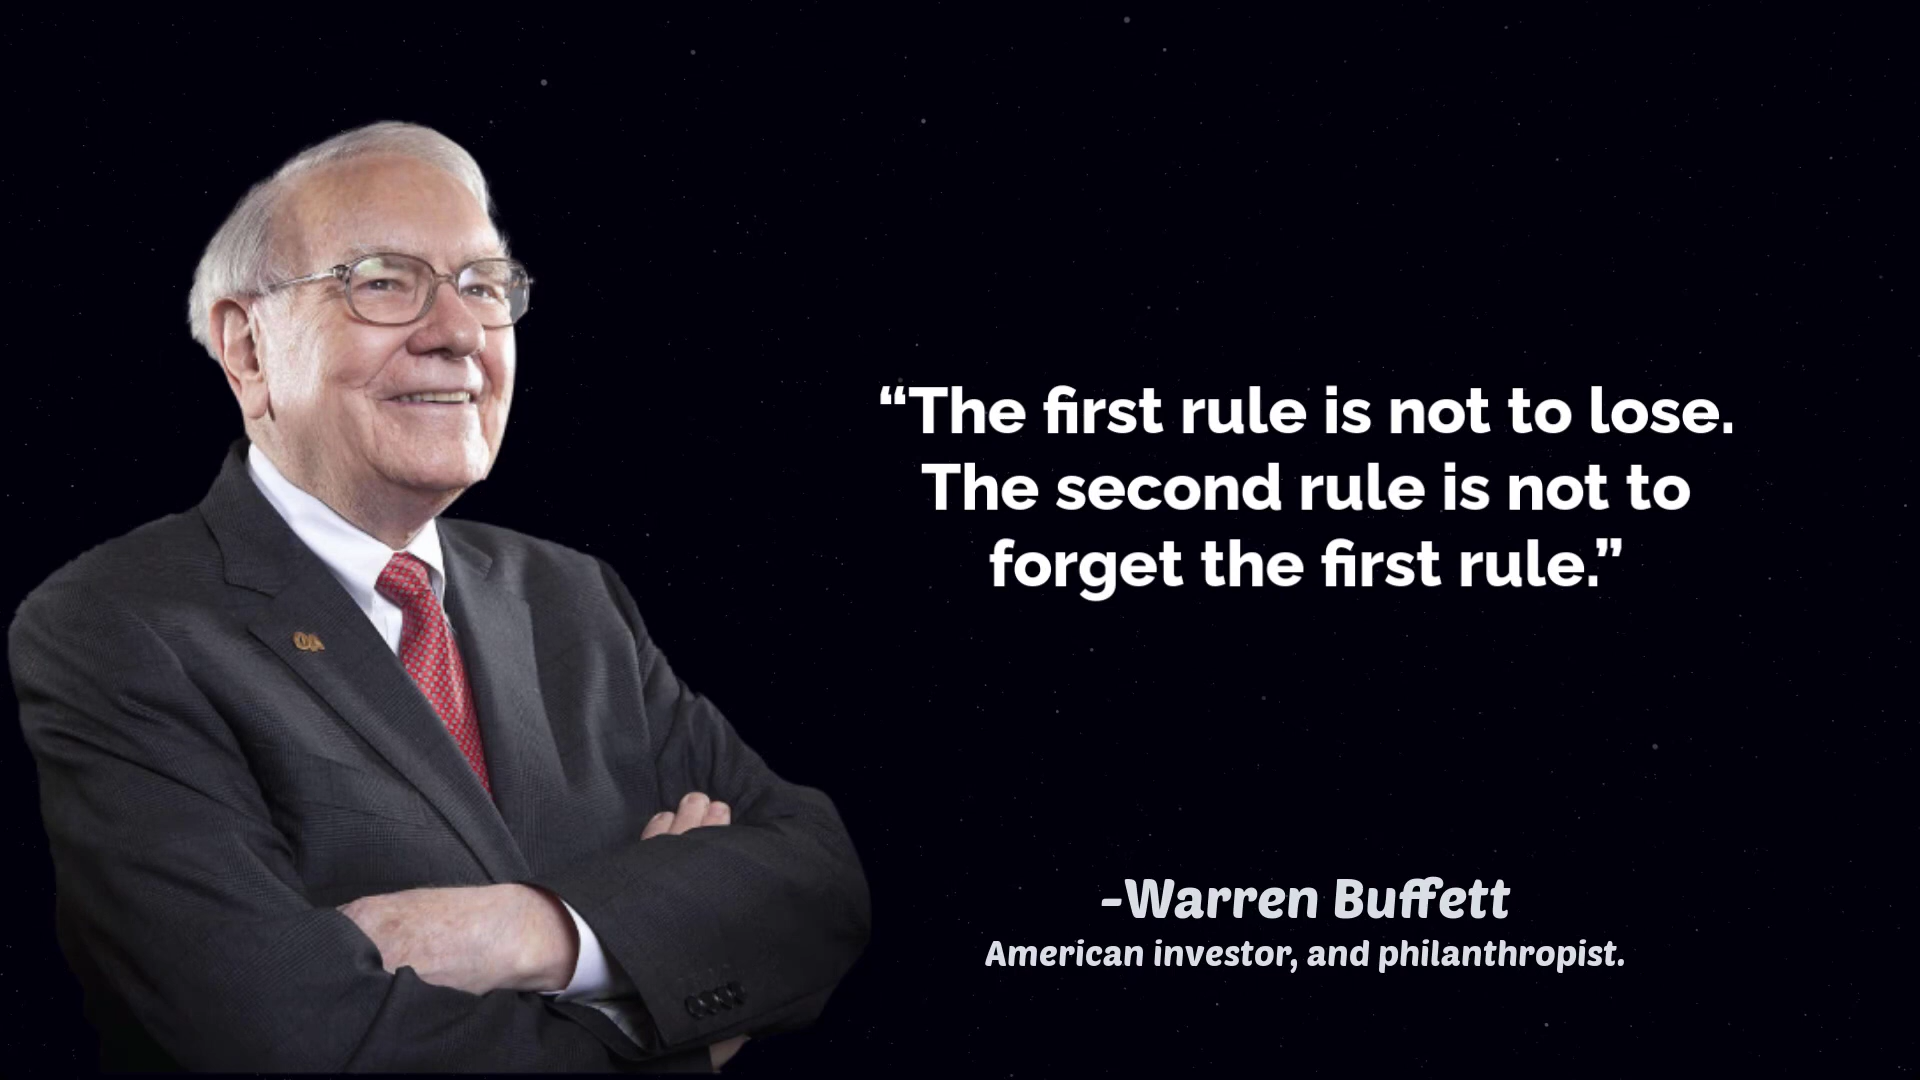 “The first rule is not to lose.
The second rule is not to
forget the first rule.”
-Warren Buffett
American investor, and philanthropist.